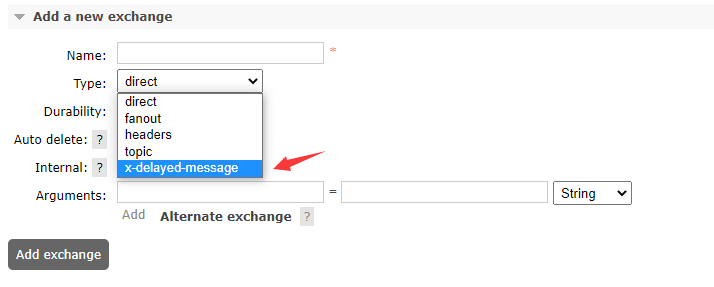 Add a new exchange
Name: *
Type: direct
direct
Durability: fanout
headers
Auto delete: ? topic
Internal: ? x-delayed-message
Arguments: = String
Add Alternate exchange ?
Add exchange